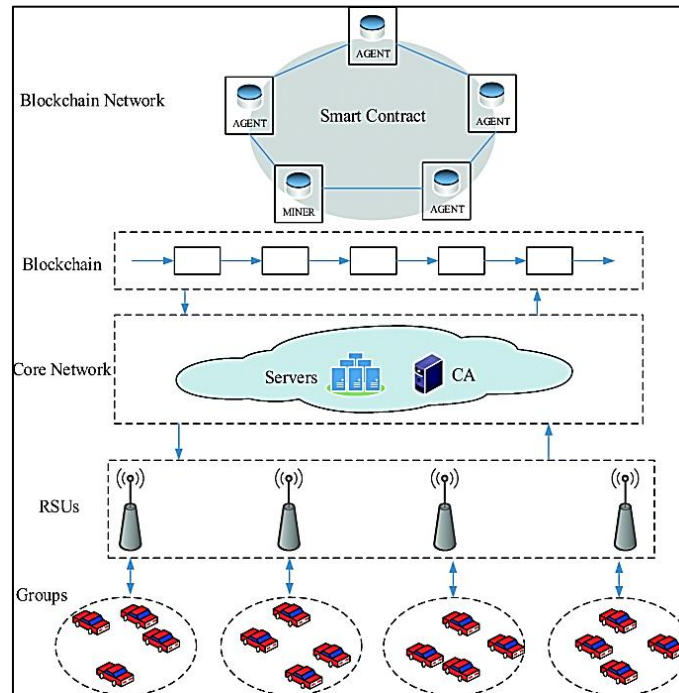 AGENT
Blockchain Network
Smart Contract
AGENT
AGENT
MINER
AGENT
Blockchain
Core Network
Servers
CA
RSUs
Groups